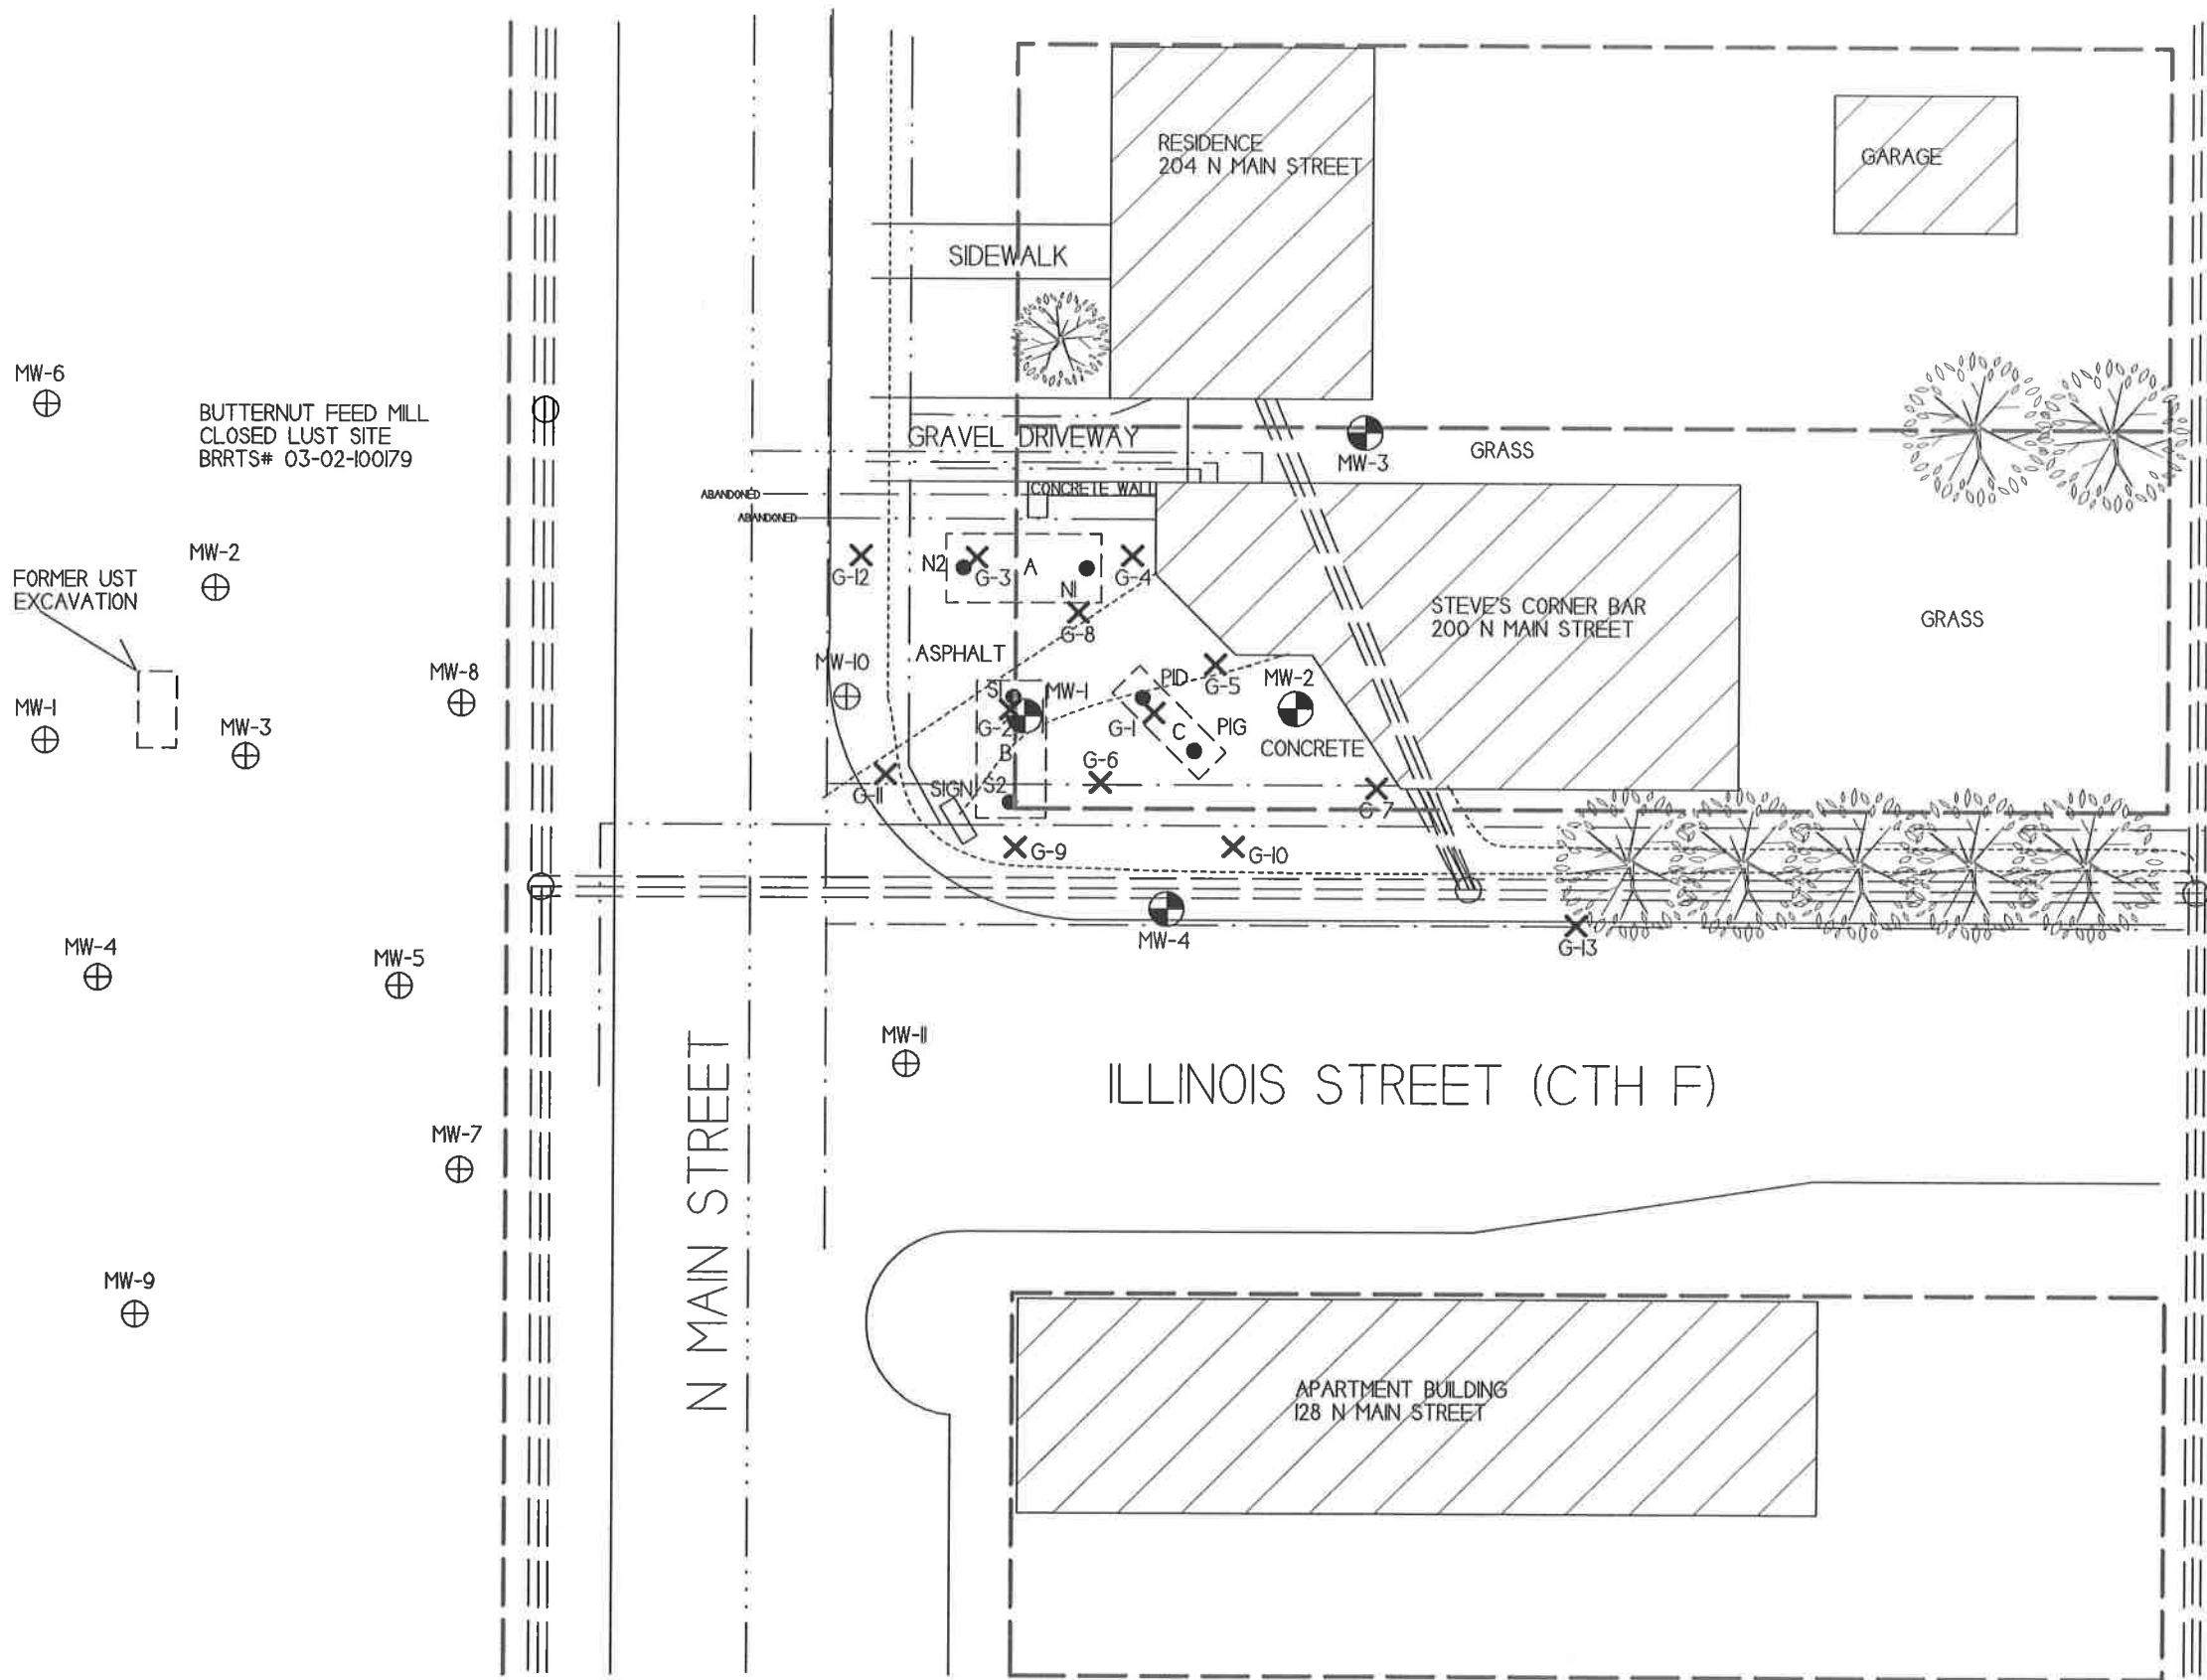 RESIDENCE
204 N MAIN STREET
GARAGE
SIDEWALK
MW-6
BUTTERNUT FEED MILL
CLOSED LUST SITE
BRRTS# 03-02-100179
GRAVEL DRIVEWAY
MW-3
GRASS
ABANDONED
CONCRETE WALL
ABANDONED
MW-2
FORMER UST
EXCAVATION
G-12
N2
G-3
A
N1
G-4
G-8
STEVE'S CORNER BAR
200 N MAIN STREET
GRASS
ASPHALT
MW-10
MW-8
MW-1
MW-3
S1
MW-1
G-2
B
PID
G-5
MW-2
G-1
C
PIG
CONCRETE
G-6
G-11
SIGN
S2
G-7
G-9
G-10
MW-4
MW-5
MW-4
G-13
MW-11
ILLINOIS STREET (CTH F)
N MAIN STREET
MW-7
MW-9
APARTMENT BUILDING
128 N MAIN STREET